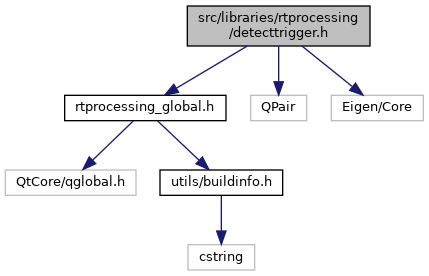 src/libraries/rtprocessing
/detecttrigger.h
rtprocessing_global.h
QPair
Eigen/Core
QtCore/qglobal.h
utils/buildinfo.h
cstring